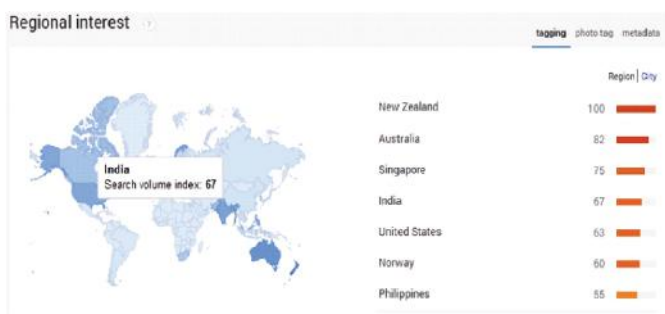 Regional interest
tagging photo tag metadata
Region | City
India
Search volume index: 67
New Zealand 100
Australia 82
Singapore 75
India 67
United States 63
Norway 60
Philippines 55